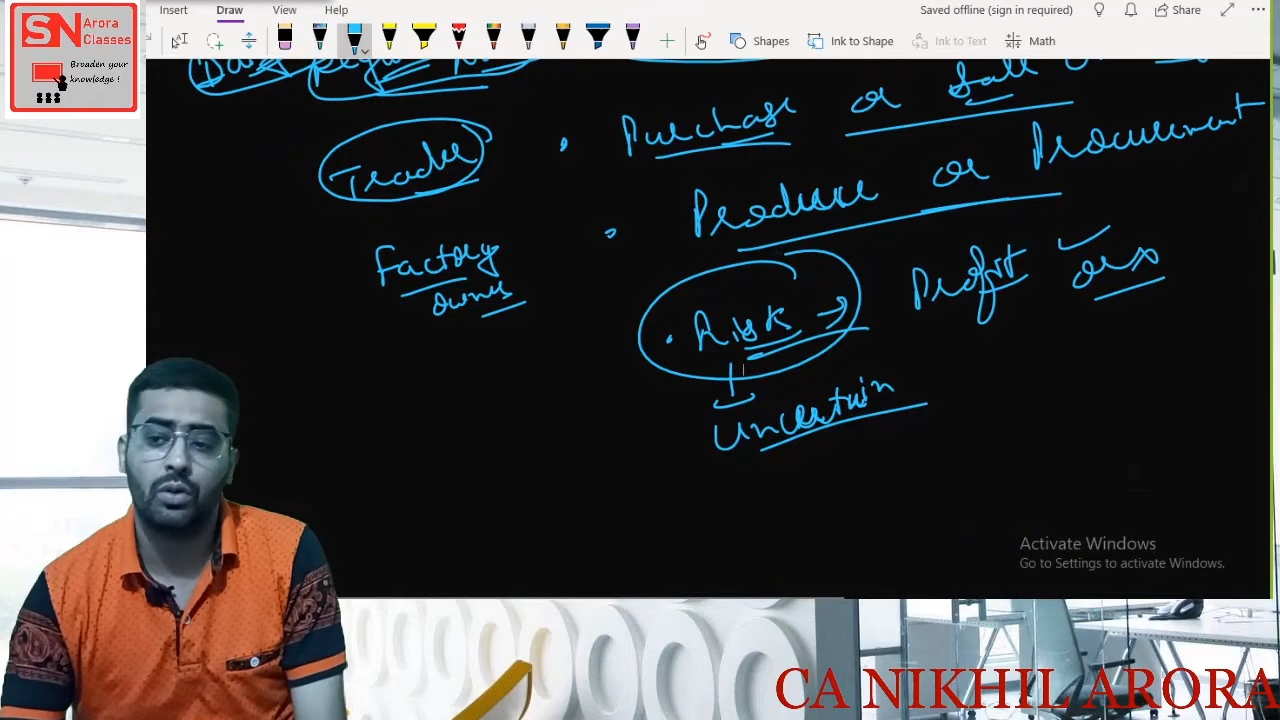 Insert Draw View Help
Saved offline (sign in required) Share
Shapes Ink to Shape Ink to Text Math
SN Arora Classes
Broaden your knowledge !
Purchase or
Trader
Produce or Procurement
Factory owner
Risk → Profit
Uncertain
Activate Windows
Go to Settings to activate Windows.
CA NIKHIL ARORA